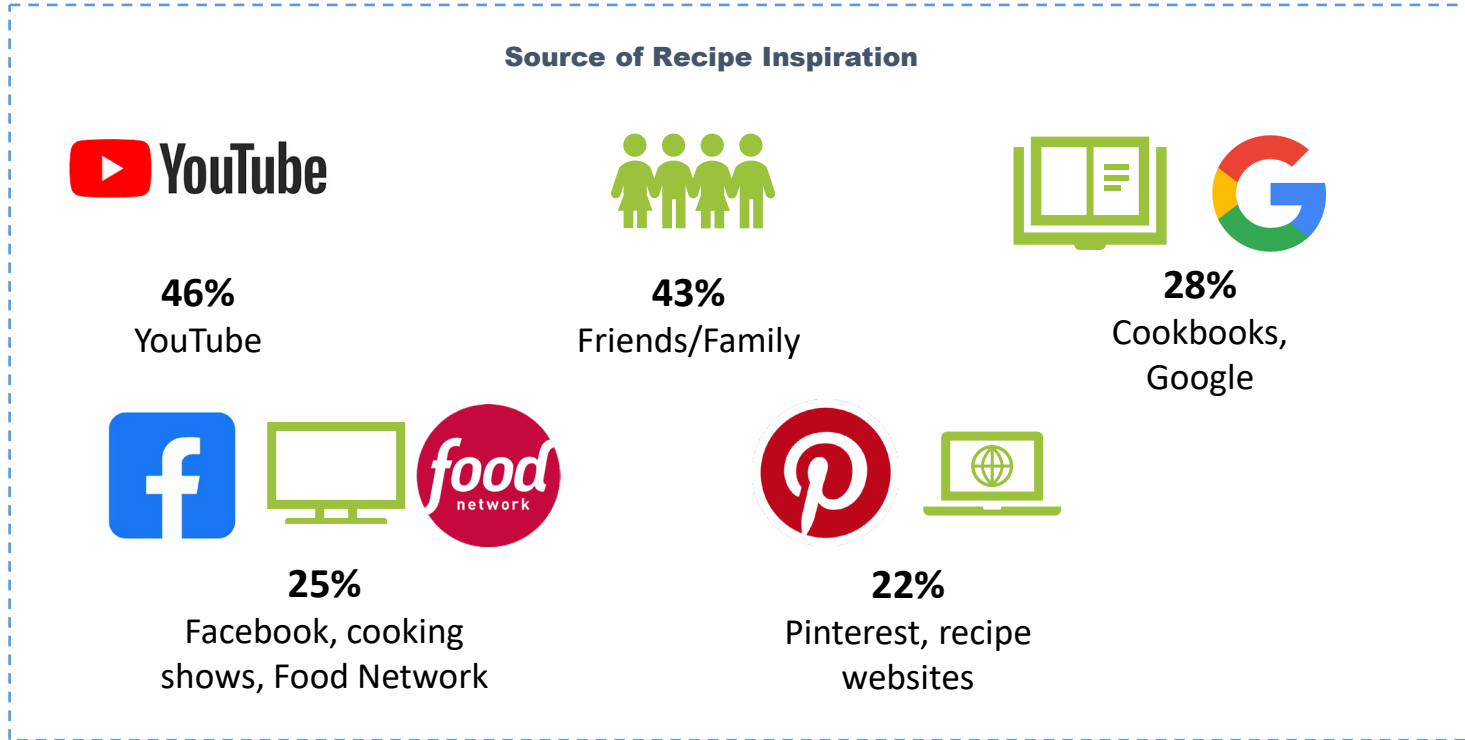 Source of Recipe Inspiration
YouTube
46%
YouTube
43%
Friends/Family
28%
Cookbooks,
Google
food
network
25%
Facebook, cooking
shows, Food Network
22%
Pinterest, recipe
websites